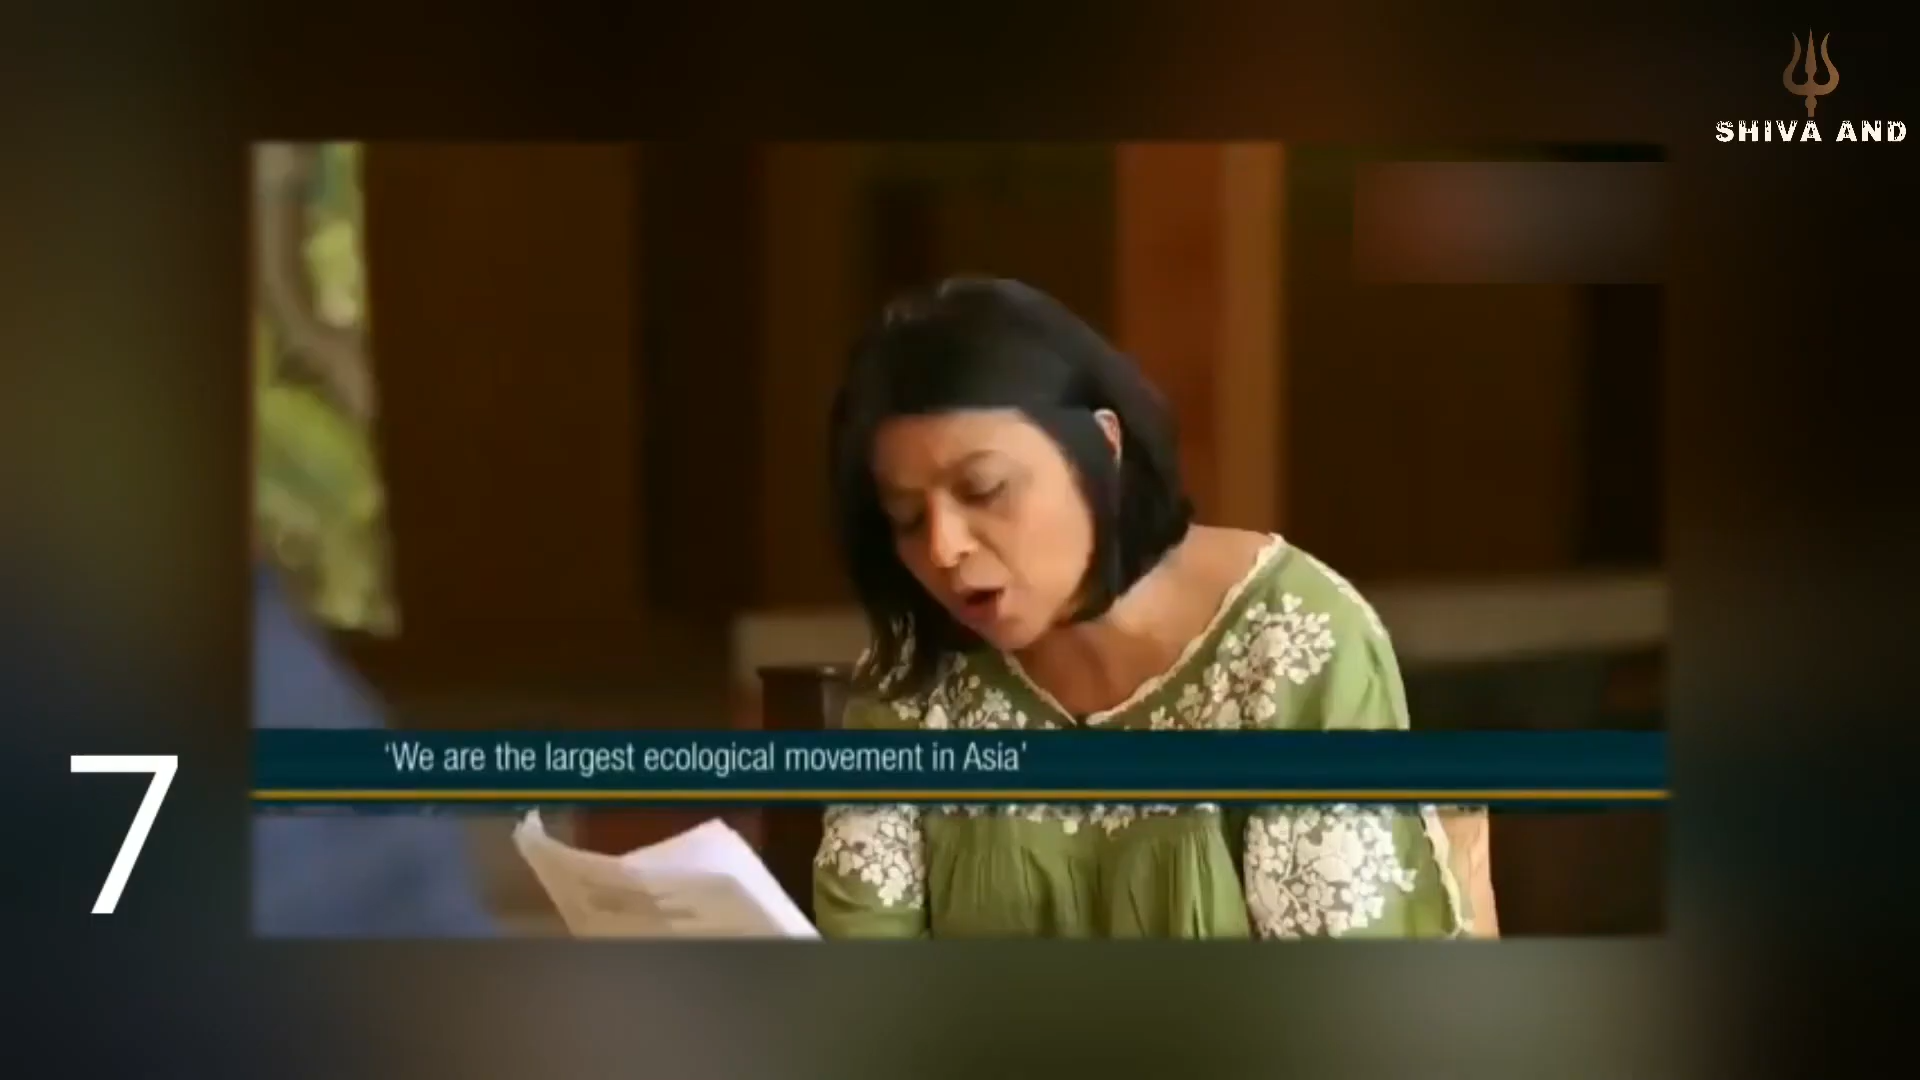 SHIVA AND
'We are the largest ecological movement in Asia'
7